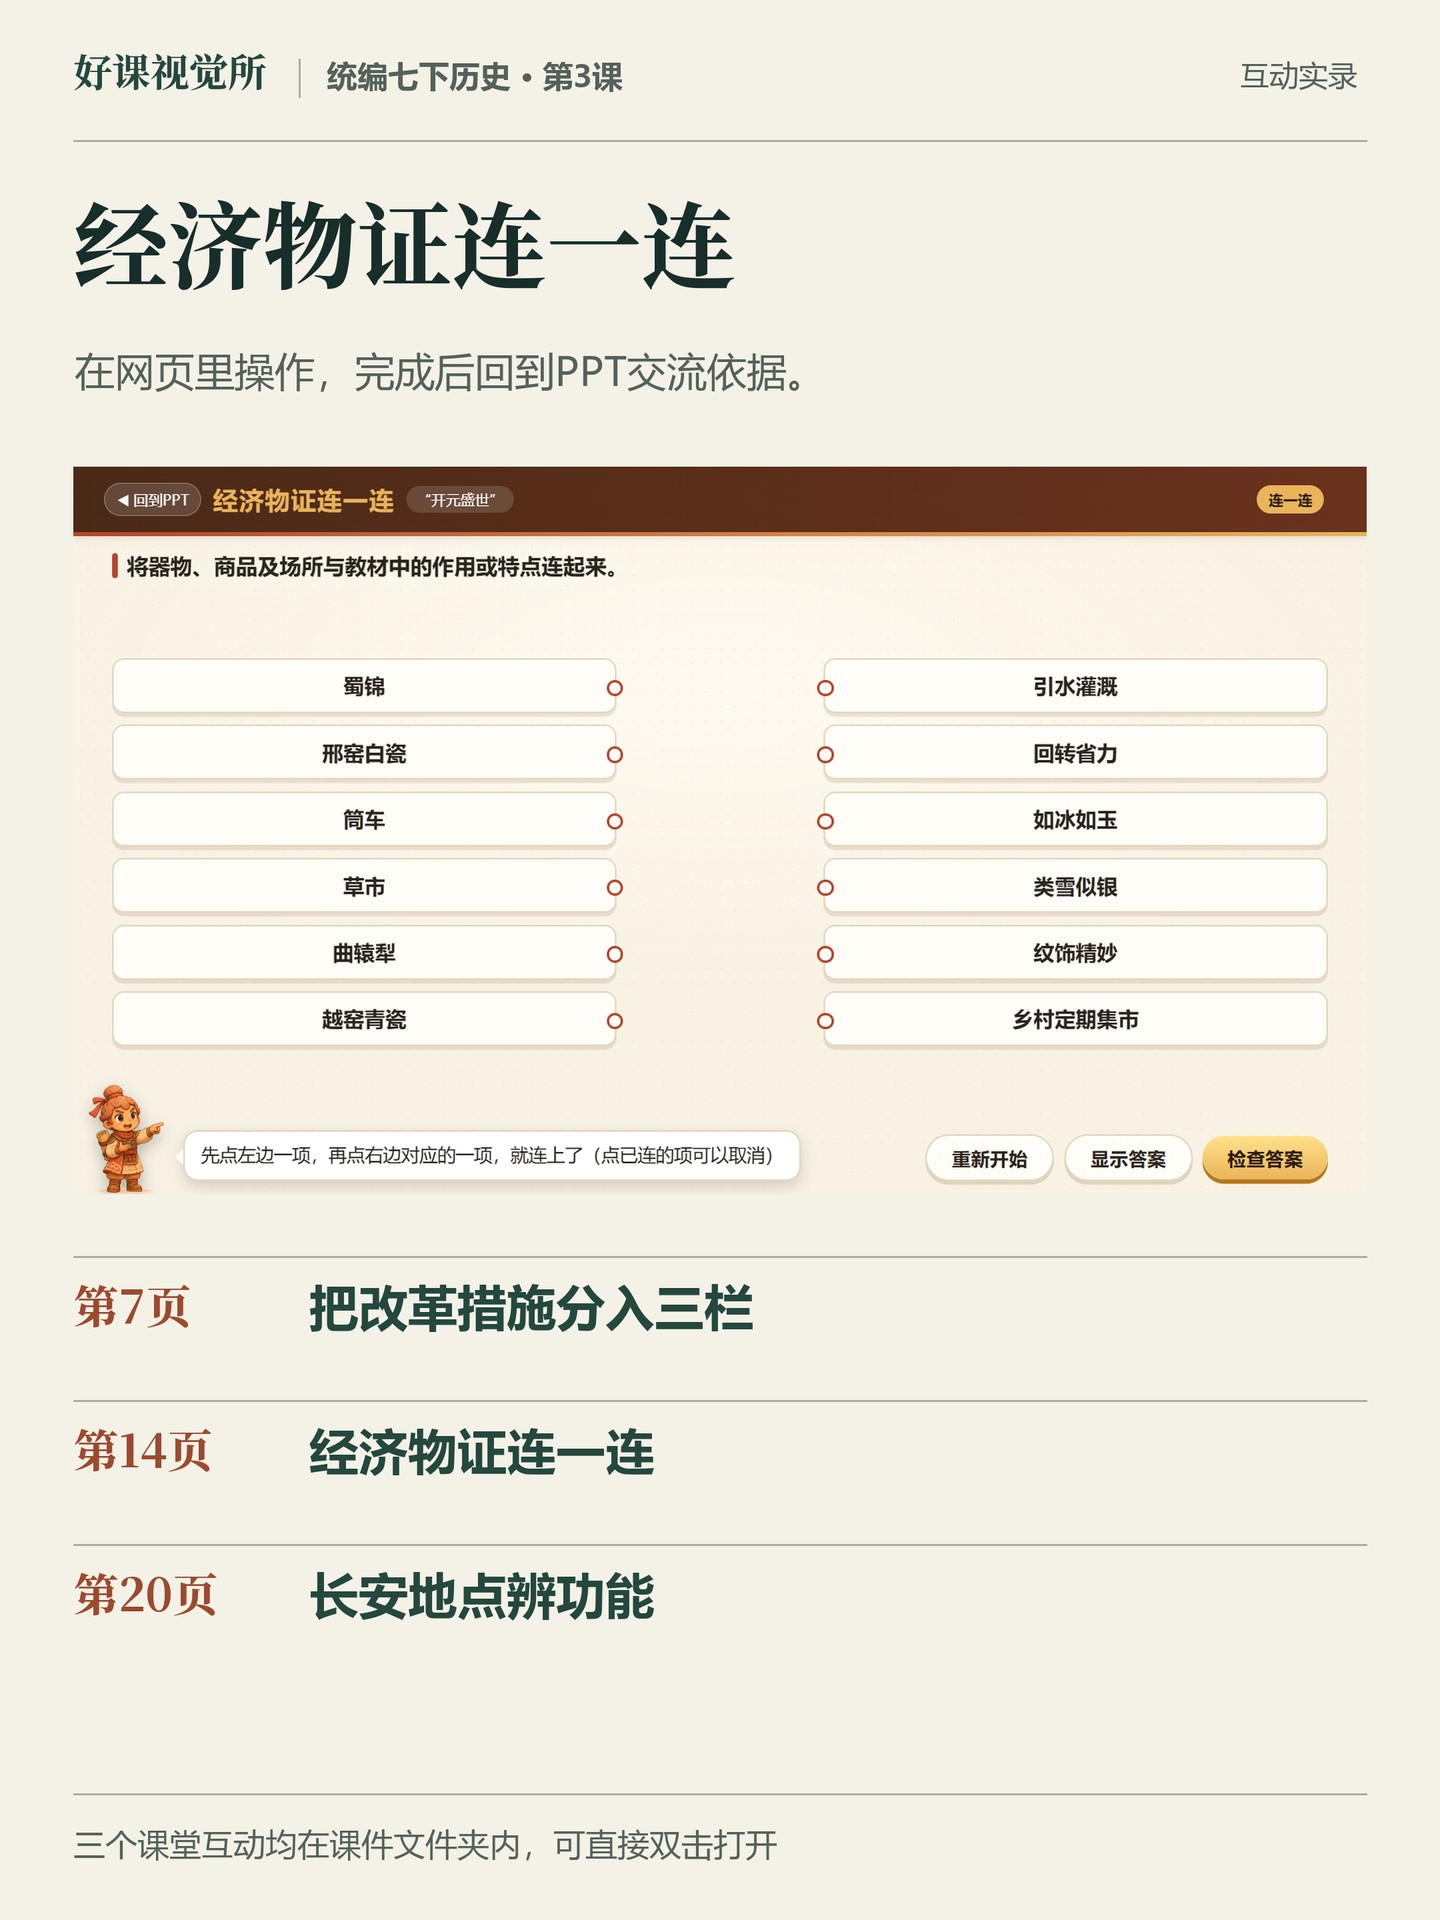 好课视觉所
统编七下历史·第3课
互动实录
经济物证连一连
在网页里操作，完成后回到PPT交流依据。
◀ 回到PPT
经济物证连一连
“开元盛世”
连一连
将器物、商品及场所与教材中的作用或特点连起来。
蜀锦
引水灌溉
邢窑白瓷
回转省力
筒车
如冰如玉
草市
类雪似银
曲辕犁
纹饰精妙
越窑青瓷
乡村定期集市
先点左边一项，再点右边对应的一项，就连上了（点已连的项可以取消）
重新开始
显示答案
检查答案
第7页
把改革措施分入三栏
第14页
经济物证连一连
第20页
长安地点辨功能
三个课堂互动均在课件文件夹内，可直接双击打开